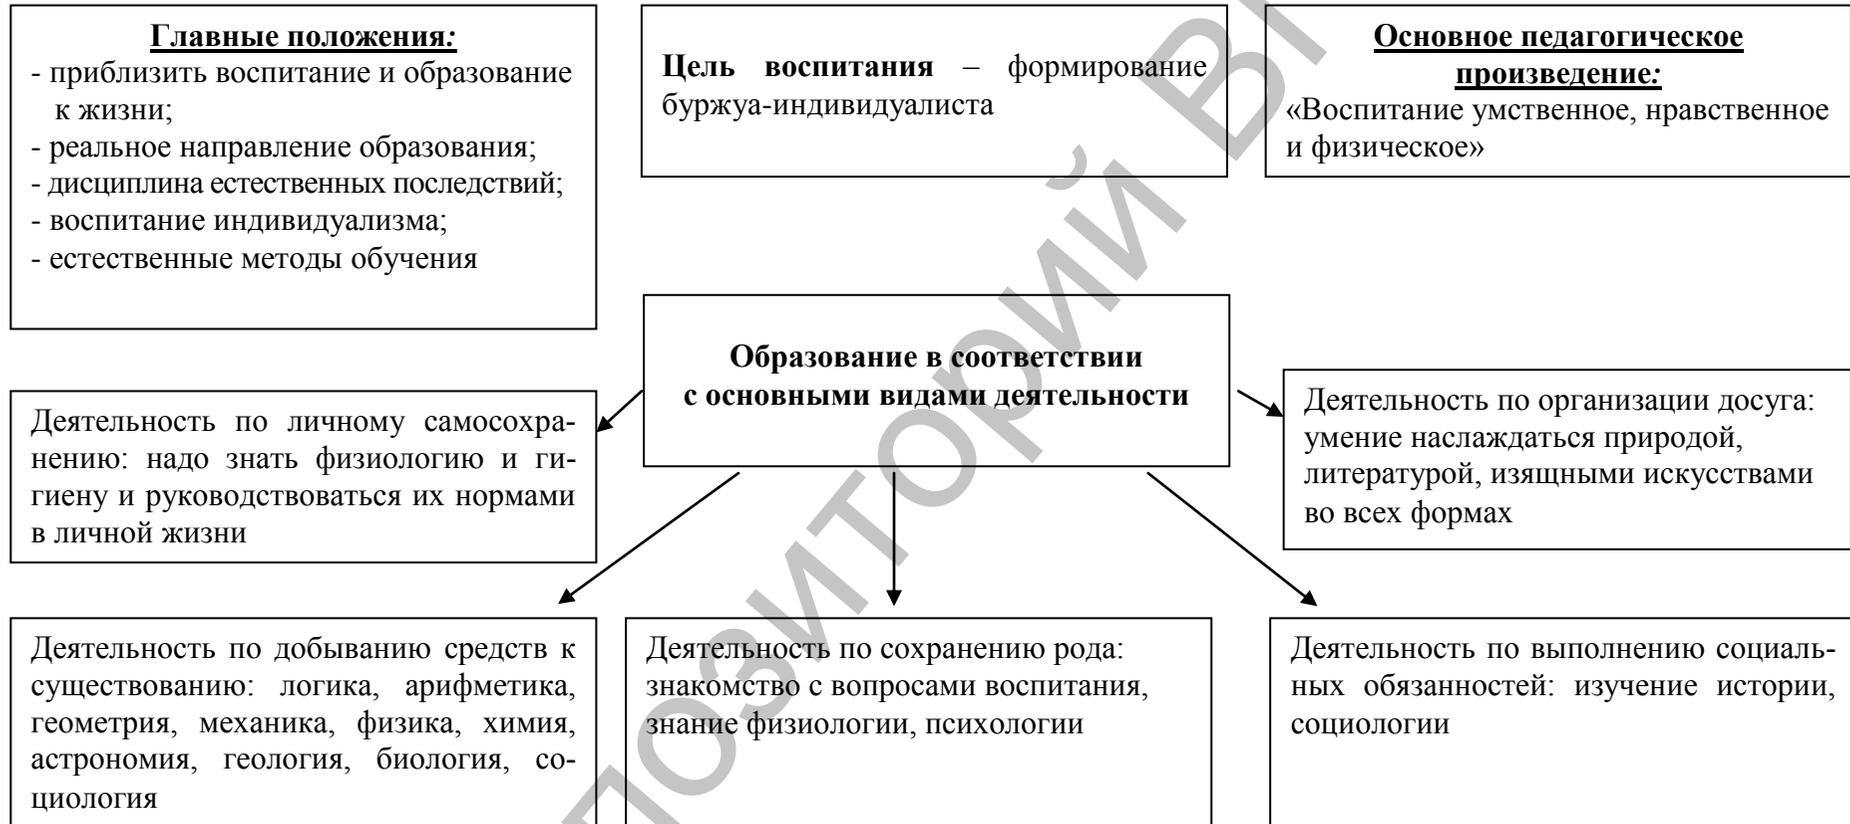 Главные положения:
- приблизить воспитание и образование
к жизни;
- реальное направление образования;
- дисциплина естественных последствий;
- воспитание индивидуализма;
- естественные методы обучения
Цель воспитания – формирование
буржуа-индивидуалиста
Основное педагогическое
произведение:
«Воспитание умственное, нравственное
и физическое»
Образование в соответствии
с основными видами деятельности
Деятельность по личному самосохра-
нению: надо знать физиологию и ги-
гиену и руководствоваться их нормами
в личной жизни
Деятельность по организации досуга:
умение наслаждаться природой,
литературой, изящными искусствами
во всех формах
Деятельность по добыванию средств к
существованию: логика, арифметика,
геометрия, механика, физика, химия,
астрономия, геология, биология, со-
циология
Деятельность по сохранению рода:
знакомство с вопросами воспитания,
знание физиологии, психологии
Деятельность по выполнению социаль-
ных обязанностей: изучение истории,
социологии